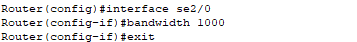 Router(config)#interface se2/0
Router(config-if)#bandwidth 1000
Router(config-if)#exit